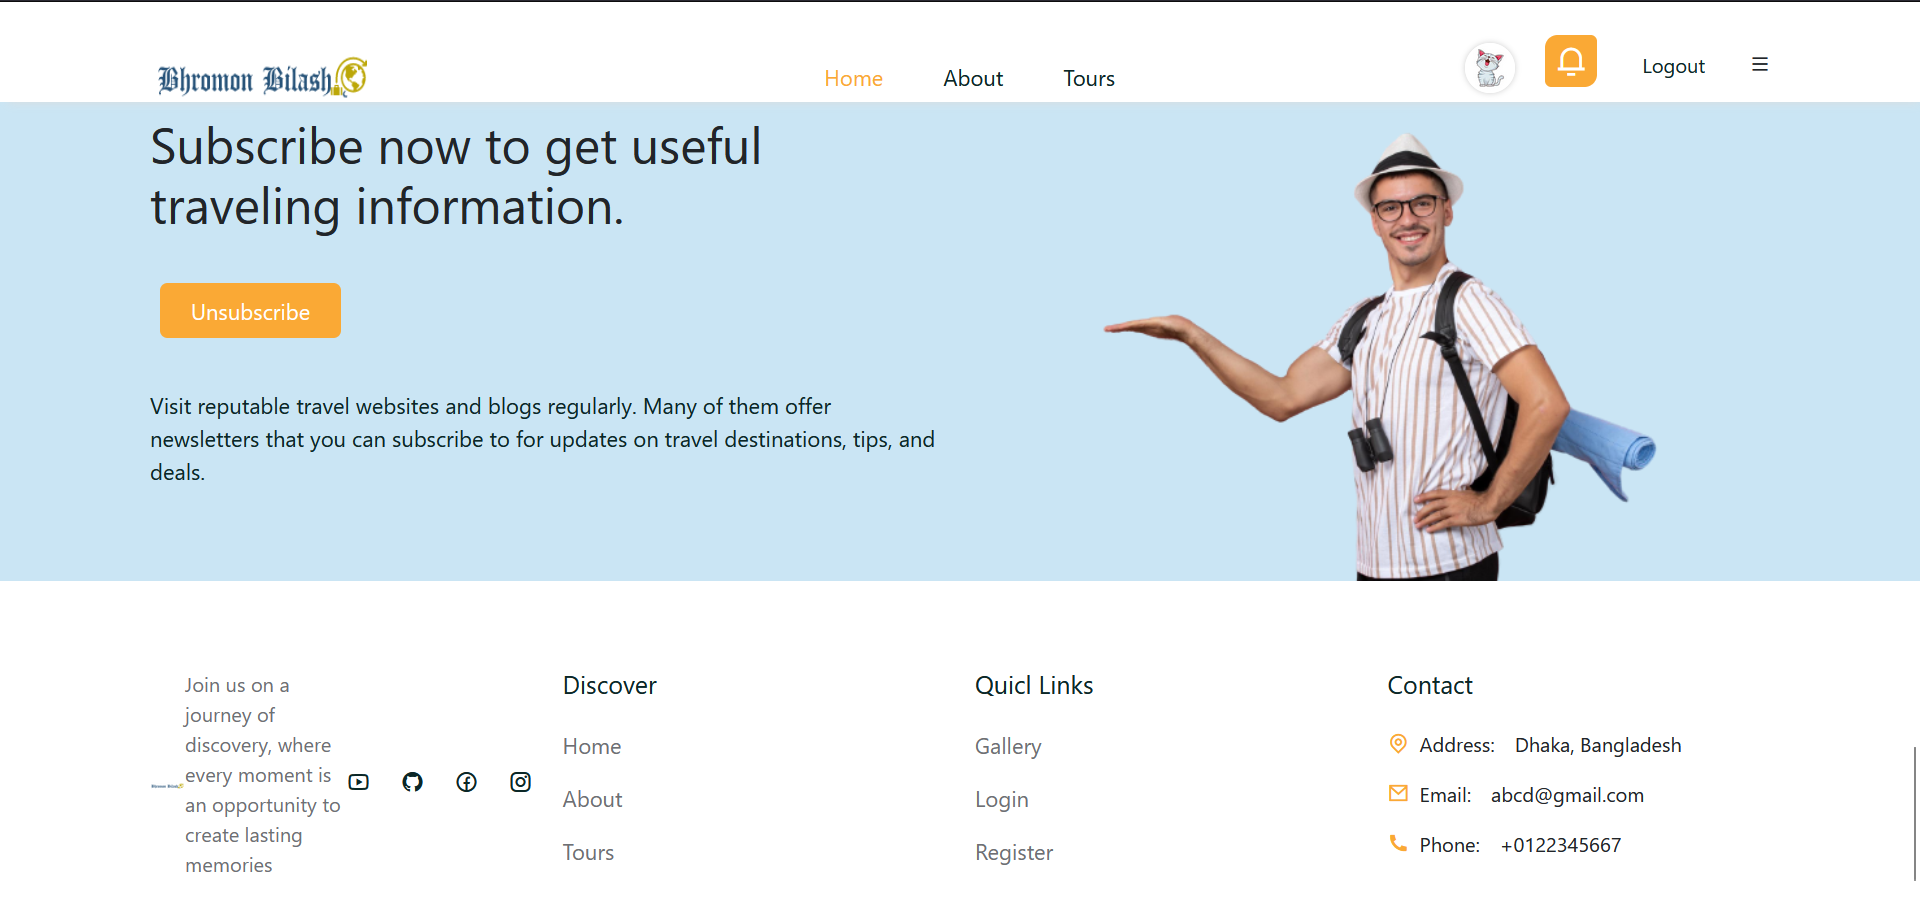 Bhromon Bilash
Home
About
Tours
Logout
Subscribe now to get useful
traveling information.
Unsubscribe
Visit reputable travel websites and blogs regularly. Many of them offer
newsletters that you can subscribe to for updates on travel destinations, tips, and
deals.
Bhromon Bilash
Join us on a
journey of
discovery, where
every moment is
an opportunity to
create lasting
memories
Discover
Home
About
Tours
Quicl Links
Gallery
Login
Register
Contact
Address: Dhaka, Bangladesh
Email: abcd@gmail.com
Phone: +0122345667